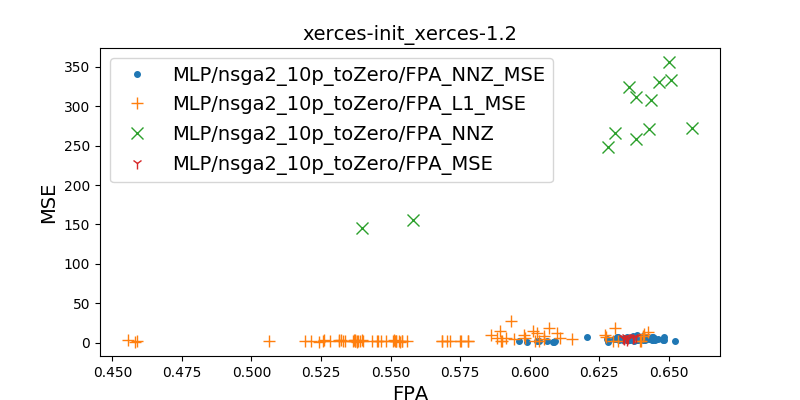 xerces-init_xerces-1.2
MLP/nsga2_10p_toZero/FPA_NNZ_MSE
MLP/nsga2_10p_toZero/FPA_L1_MSE
MLP/nsga2_10p_toZero/FPA_NNZ
MLP/nsga2_10p_toZero/FPA_MSE
MSE
350
300
250
200
150
100
50
0
0.450 0.475 0.500 0.525 0.550 0.575 0.600 0.625 0.650
FPA